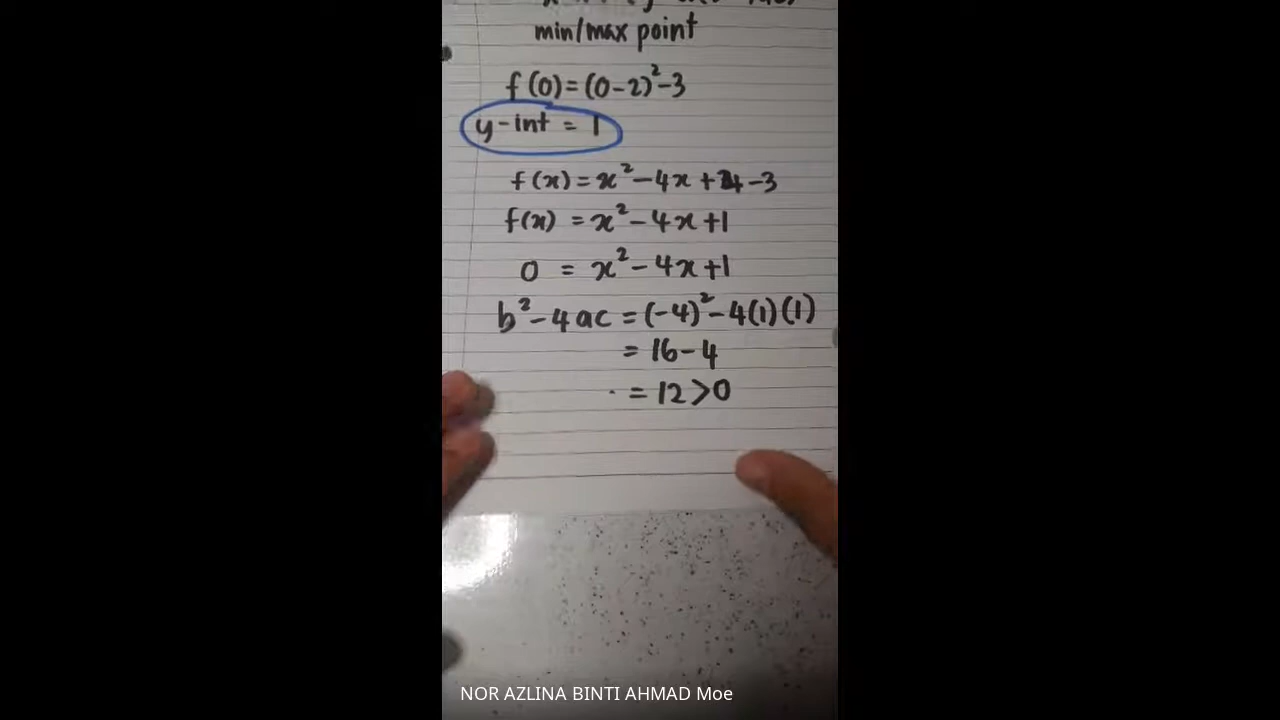 min/max point
f(0) = (0-2)²-3
y-int = 1
f(x) = x²-4x+4-3
f(x) = x²-4x+1
0 = x²-4x+1
b²-4ac = (-4)²-4(1)(1)
= 16-4
= 12>0
NOR AZLINA BINTI AHMAD Moe